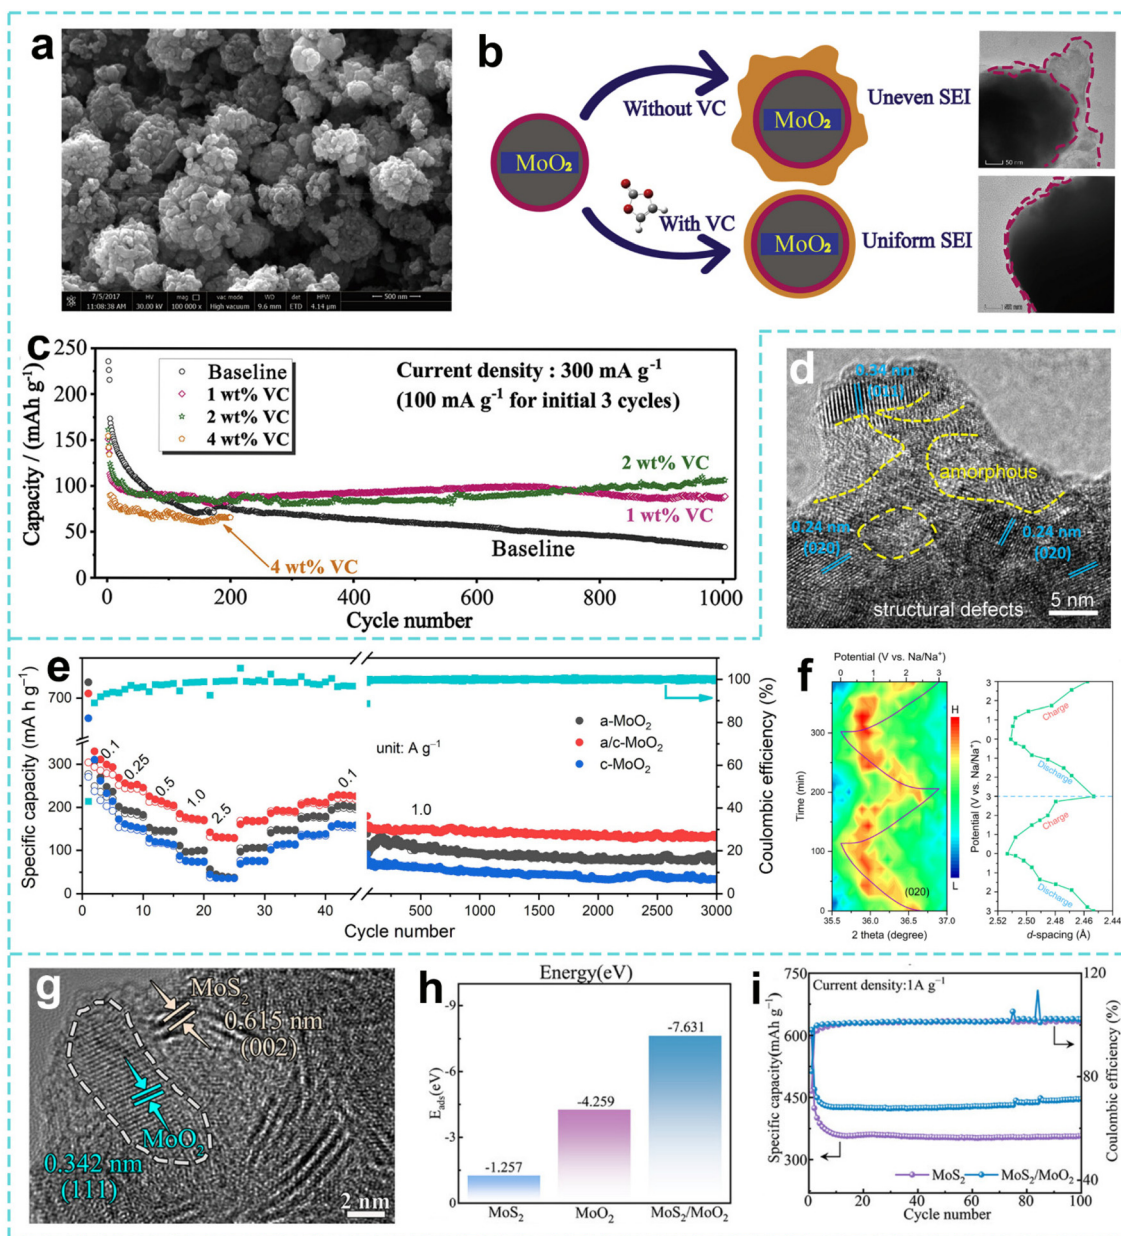 a
7/5/2017
11:08:38 AM
HV
30.00 kV
mag
100 000 x
vac mode
High vacuum
WD
9.6 mm
det
ETD
HFW
4.14 μm
500 nm
b
MoO₂
Without VC
With VC
MoO₂
Uneven SEI
MoO₂
Uniform SEI
50 nm
c
Capacity / (mAh g⁻¹)
250
200
150
100
50
0
Baseline
1 wt% VC
2 wt% VC
4 wt% VC
Current density : 300 mA g⁻¹
(100 mA g⁻¹ for initial 3 cycles)
2 wt% VC
1 wt% VC
Baseline
4 wt% VC
0 200 400 600 800 1000
Cycle number
d
0.34 nm
(011)
amorphous
0.24 nm
(020)
0.24 nm
(020)
structural defects
5 nm
e
Specific capacity (mA h g⁻¹)
700
300
200
100
0
0.1
0.25
0.5
1.0
2.5
0.1
1.0
unit: A g⁻¹
a-MoO₂
a/c-MoO₂
c-MoO₂
100
80
60
40
30
20
10
0
Coulombic efficiency (%)
0 10 20 30 40 500 1000 1500 2000 2500 3000
Cycle number
f
Potential (V vs. Na/Na⁺)
0 1 2 3
H
L
Time (min)
300
200
100
0
(020)
35.5 36.0 36.5 37.0
2 theta (degree)
Potential (V vs. Na/Na⁺)
3
2
1
0
1
2
3
2
1
0
1
2
3
Charge
Discharge
Charge
Discharge
2.52 2.50 2.48 2.46 2.44
d-spacing (Å)
g
MoS₂
0.615 nm
(002)
MoO₂
0.342 nm
(111)
2 nm
h
Energy(eV)
E_ads(eV)
-9
-7
-6
-3
0
-1.257
-4.259
-7.631
MoS₂
MoO₂
MoS₂/MoO₂
i
Current density:1A g⁻¹
Specific capacity(mAh g⁻¹)
750
600
450
300
120
80
40
Coulombic efficiency (%)
MoS₂
MoS₂/MoO₂
0 20 40 60 80 100
Cycle number